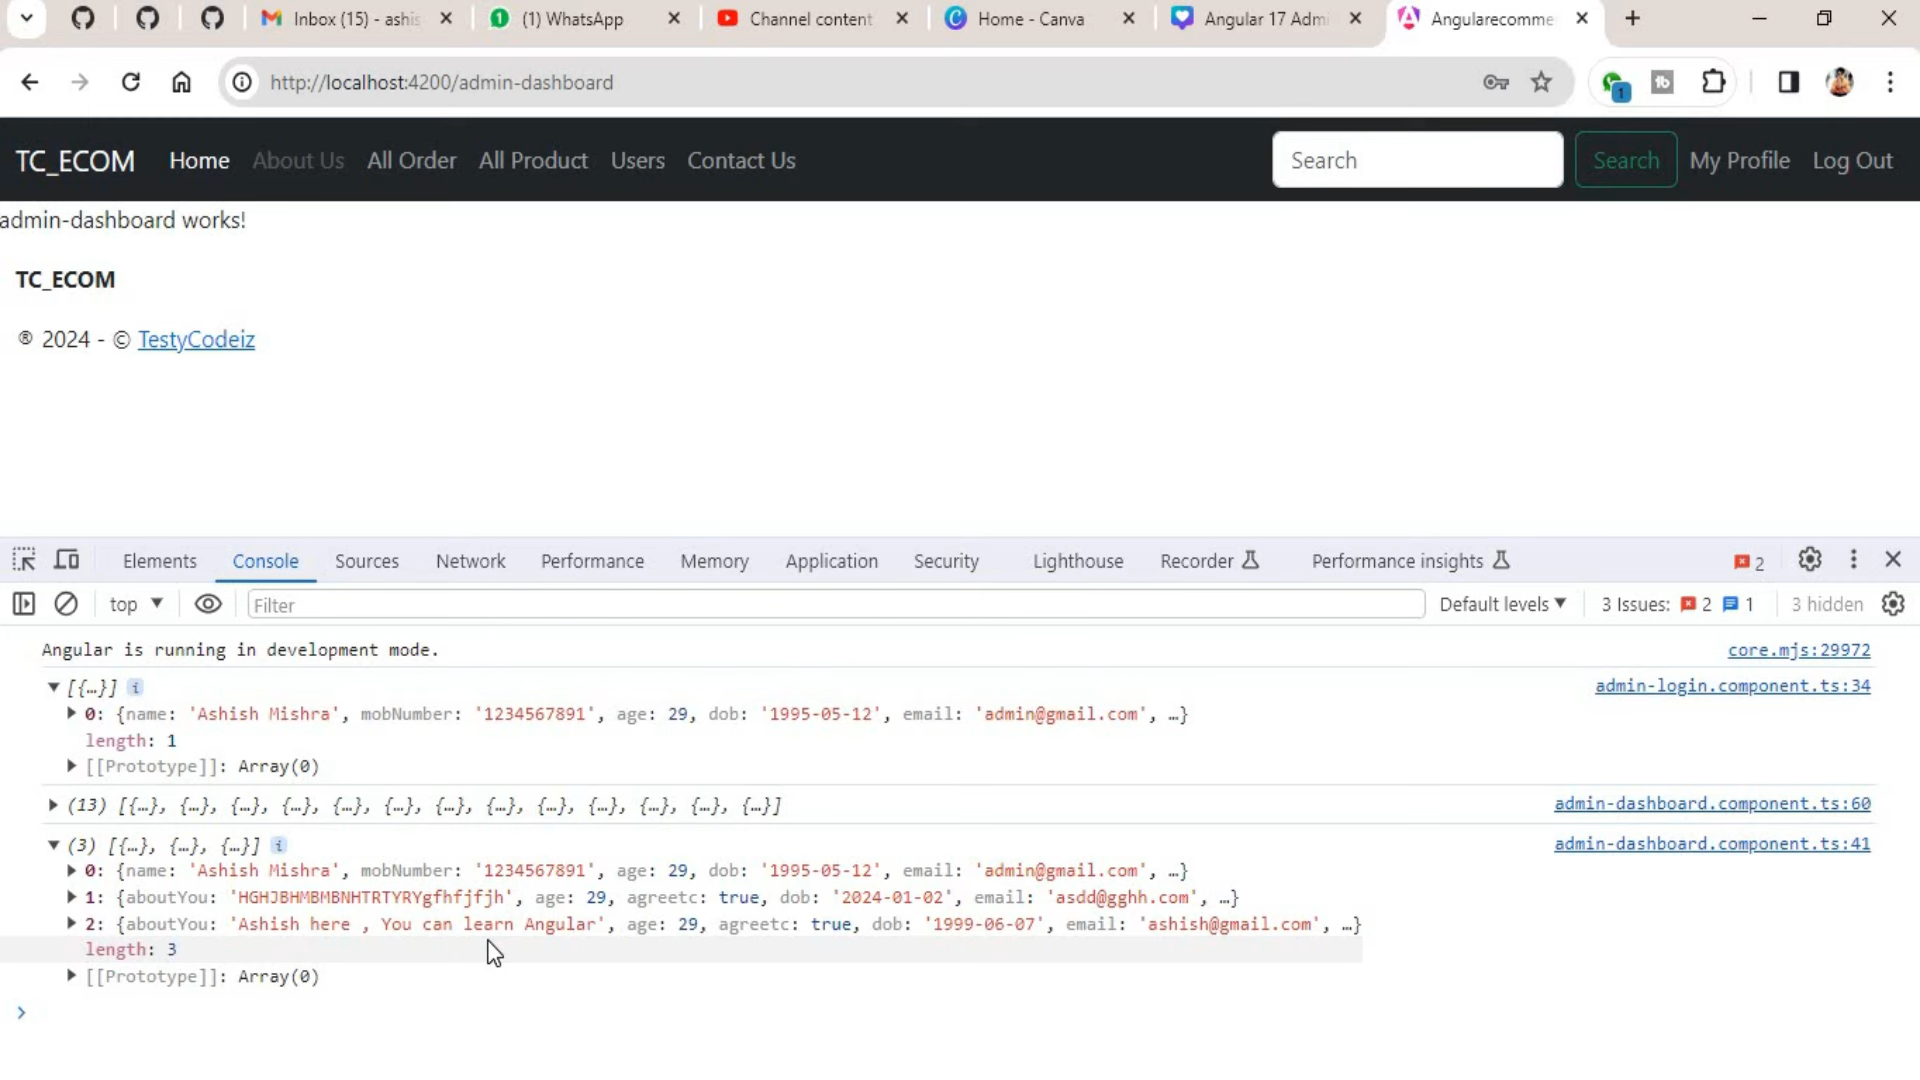 Inbox (15) - ashis
(1) WhatsApp
Channel content
Home - Canva
Angular 17 Admi
Angularecomme
http://localhost:4200/admin-dashboard
1
TC_ECOM Home About Us All Order All Product Users Contact Us Search Search My Profile Log Out
admin-dashboard works!
TC_ECOM
® 2024 - © TestyCodeiz
Elements Console Sources Network Performance Memory Application Security Lighthouse Recorder Performance insights 2
top Filter Default levels 3 Issues: 2 1 3 hidden
Angular is running in development mode. core.mjs:29972
[{…}] i admin-login.component.ts:34
0: {name: 'Ashish Mishra', mobNumber: '1234567891', age: 29, dob: '1995-05-12', email: 'admin@gmail.com', …}
length: 1
[[Prototype]]: Array(0)
(13) [{…}, {…}, {…}, {…}, {…}, {…}, {…}, {…}, {…}, {…}, {…}, {…}, {…}] admin-dashboard.component.ts:60
(3) [{…}, {…}, {…}] i admin-dashboard.component.ts:41
0: {name: 'Ashish Mishra', mobNumber: '1234567891', age: 29, dob: '1995-05-12', email: 'admin@gmail.com', …}
1: {aboutYou: 'HGHJBHMBMBNHTRTYRYgfhfjfjfjh', age: 29, agreetc: true, dob: '2024-01-02', email: 'asdd@gghh.com', …}
2: {aboutYou: 'Ashish here , You can learn Angular', age: 29, agreetc: true, dob: '1999-06-07', email: 'ashish@gmail.com', …}
length: 3
[[Prototype]]: Array(0)